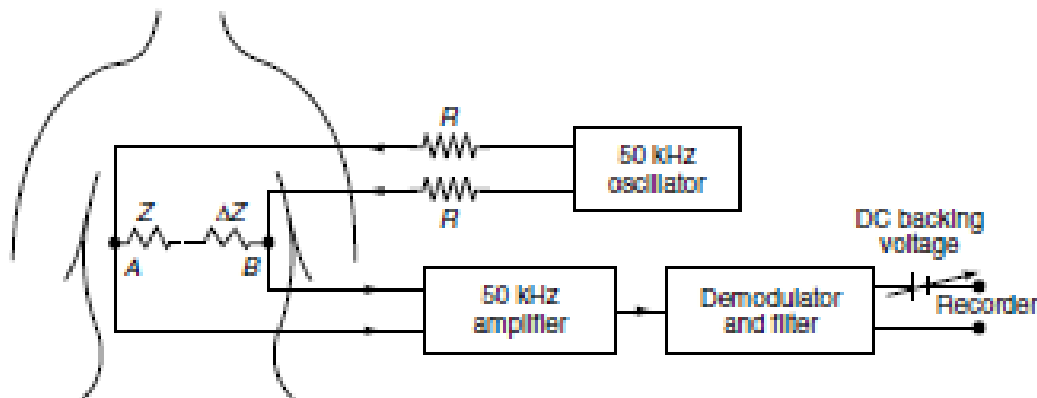 R
50 kHz
oscillator
R
Z
ΔZ
A
B
DC backing
voltage
50 kHz
amplifier
Demodulator
and filter
Recorder